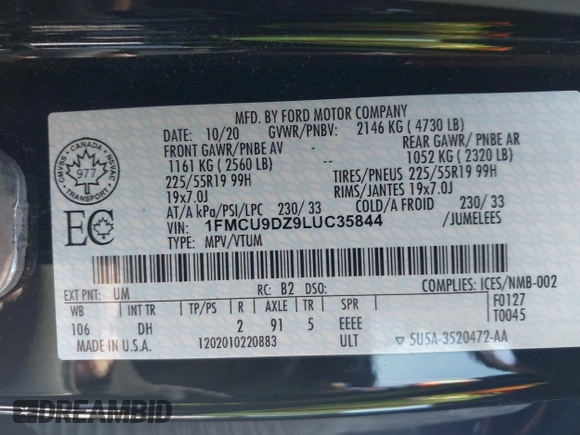 MFD. BY FORD MOTOR COMPANY
DATE: 10/20 GVWR/PNBV: 2146 KG ( 4730 LB)
FRONT GAWR/ PNBE AV - REAR GAWR/ PNBE AR
1161 KG ( 2560 LB) 1052 KG ( 2320 LB)
225/55R19 99H TIRES/PNEUS 225/55R19 99H
19x7.0J RIMS/JANTES 19x7.0J
AT/A kPa/PSI/LPC 230/ 33 COLD/A FROID 230/ 33
VIN: 1FMCU9DZ9LUC35844 /JUMELEES
TYPE: MPV/VTUM
CMVSS · CANADA · NSVAC
977
TRANSPORT
EC
EXT PNT: UM RC: B2 DSO: COMPLIES: ICES/NMB-002
WB INT TR TP/PS R AXLE TR SPR F0127
106 DH 2 91 5 EEEE T0045
MADE IN U.S.A. 1202010220883 ULT ▽ 5U5A-3520472-AA
DREAMBID